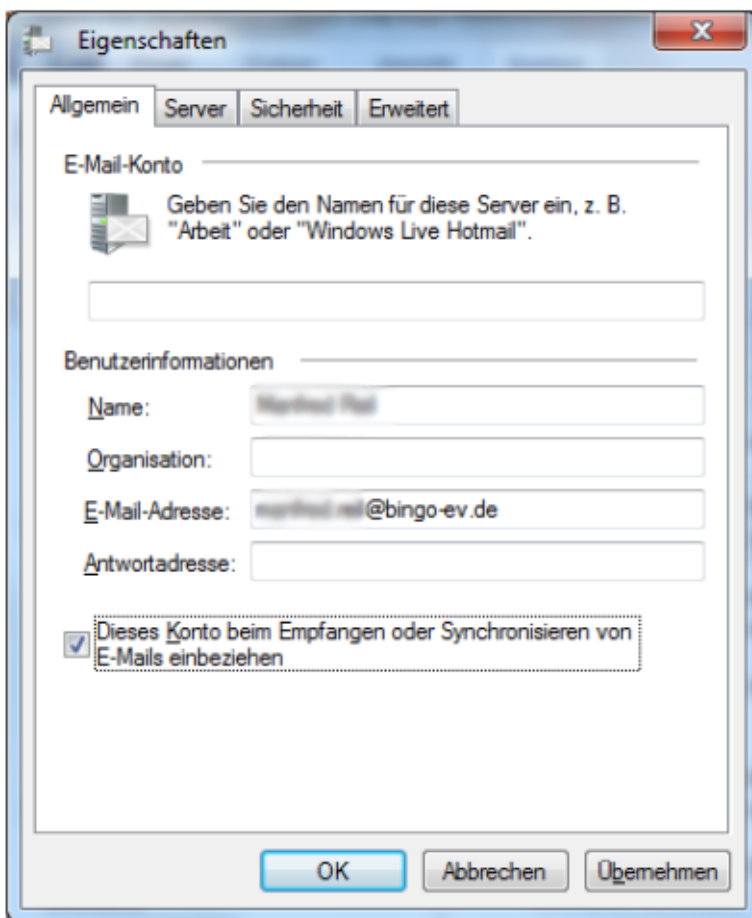 Eigenschaften
Allgemein Server Sicherheit Erweitert
E-Mail-Konto
Geben Sie den Namen für diese Server ein, z. B.
"Arbeit" oder "Windows Live Hotmail".
Benutzerinformationen
Name:
Organisation:
E-Mail-Adresse: @bingo-ev.de
Antwortadresse:
Dieses Konto beim Empfangen oder Synchronisieren von
E-Mails einbeziehen
OK Abbrechen Übernehmen